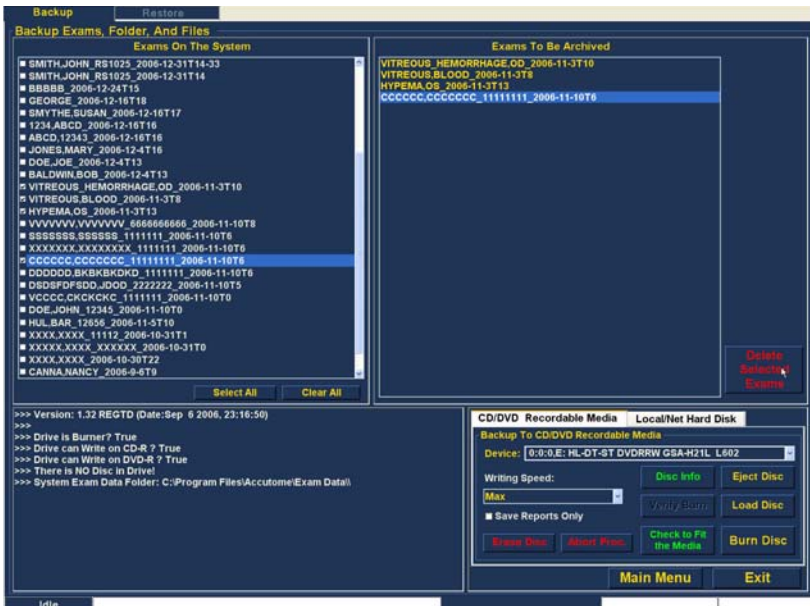 Backup
Restore
Backup Exams, Folder, And Files
Exams On The System
SMITH,JOHN_RS1025_2006-12-31T14-33
SMITH,JOHN_RS1025_2006-12-31T14
BBBBB_2006-12-24T15
GEORGE_2006-12-16T18
SMYTHE,SUSAN_2006-12-16T17
1234,ABCD_2006-12-16T16
ABCD,12343_2006-12-16T16
JONES,MARY_2006-12-4T16
DOE,JOE_2006-12-4T13
BALDWIN,BOB_2006-12-4T13
VITREOUS_HEMORRHAGE,OD_2006-11-3T10
VITREOUS,BLOOD_2006-11-3T8
HYPEMA,OS_2006-11-3T13
VVVVVVV,VVVVVVV_6666666666_2006-11-10T8
SSSSSSS,SSSSSS_1111111_2006-11-10T6
XXXXXXX,XXXXXXXX_1111111_2006-11-10T6
CCCCCC,CCCCCCC_11111111_2006-11-10T6
DDDDDD,BKBKBKDKD_1111111_2006-11-10T6
DSDSFDFSDD,JDOD_2222222_2006-11-10T5
VCCCC,CKCKCKC_1111111_2006-11-10T0
DOE,JOHN_12345_2006-11-10T0
HUL,BAR_12656_2006-11-5T10
XXXX,XXXX_11112_2006-10-31T1
XXXXX,XXXX_XXXXXX_2006-10-31T0
XXXX,XXXX_2006-10-30T22
CANNA,NANCY_2006-9-6T9
Select All
Clear All
Exams To Be Archived
VITREOUS_HEMORRHAGE,OD_2006-11-3T10
VITREOUS,BLOOD_2006-11-3T8
HYPEMA,OS_2006-11-3T13
CCCCCC,CCCCCCC_11111111_2006-11-10T6
Delete
Selected
Exams
>>> Version: 1.32 REGTD (Date:Sep  6 2006, 23:16:50)
>>>
>>> Drive is Burner? True
>>> Drive can Write on CD-R ? True
>>> Drive can Write on DVD-R ? True
>>> There is NO Disc in Drive!
>>> System Exam Data Folder: C:\Program Files\Accutome\Exam Data\\
CD/DVD Recordable Media
Local/Net Hard Disk
Backup To CD/DVD Recordable Media
Device: 0:0:0,E: HL-DT-ST DVDRRW GSA-H21L L602
Writing Speed:
Disc Info
Eject Disc
Max
Verify Burn
Load Disc
Save Reports Only
Erase Disc
Abort Proc.
Check to Fit
the Media
Burn Disc
Main Menu
Exit
Idle